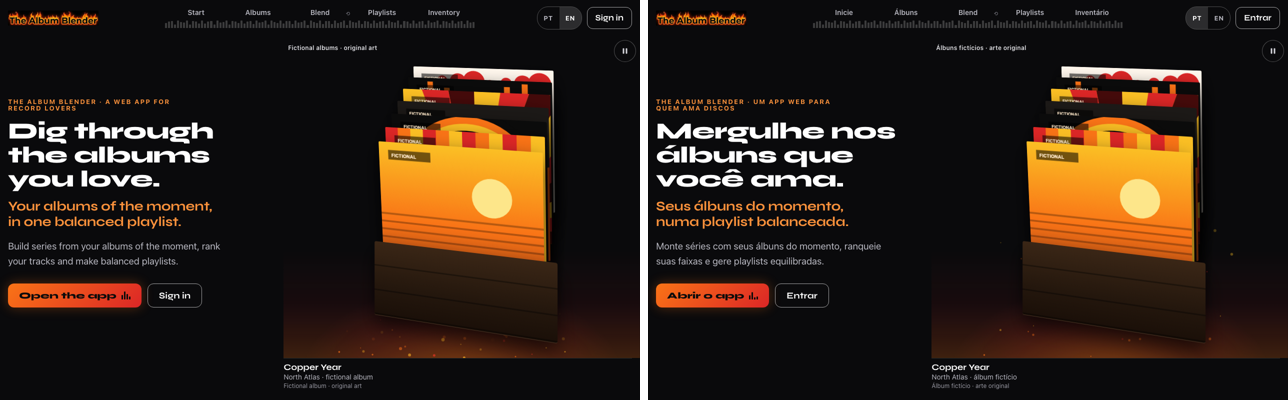 The Album Blender
Start
Albums
Blend
Playlists
Inventory
PT
EN
Sign in
Fictional albums · original art
THE ALBUM BLENDER · A WEB APP FOR
RECORD LOVERS
Dig through
the albums
you love.
Your albums of the moment,
in one balanced playlist.
Build series from your albums of the moment, rank
your tracks and make balanced playlists.
Open the app
Sign in
FICTIONAL
FICTIONAL
FICTIONAL
FICTIONAL
Copper Year
North Atlas · fictional album
Fictional album · original art
The Album Blender
Início
Álbuns
Blend
Playlists
Inventário
PT
EN
Entrar
Álbuns fictícios · arte original
THE ALBUM BLENDER · UM APP WEB PARA
QUEM AMA DISCOS
Mergulhe nos
álbuns que
você ama.
Seus álbuns do momento,
numa playlist balanceada.
Monte séries com seus álbuns do momento, ranqueie
suas faixas e gere playlists equilibradas.
Abrir o app
Entrar
FICTIONAL
FICTIONAL
FICTIONAL
FICTIONAL
Copper Year
North Atlas · álbum fictício
Álbum fictício · arte original